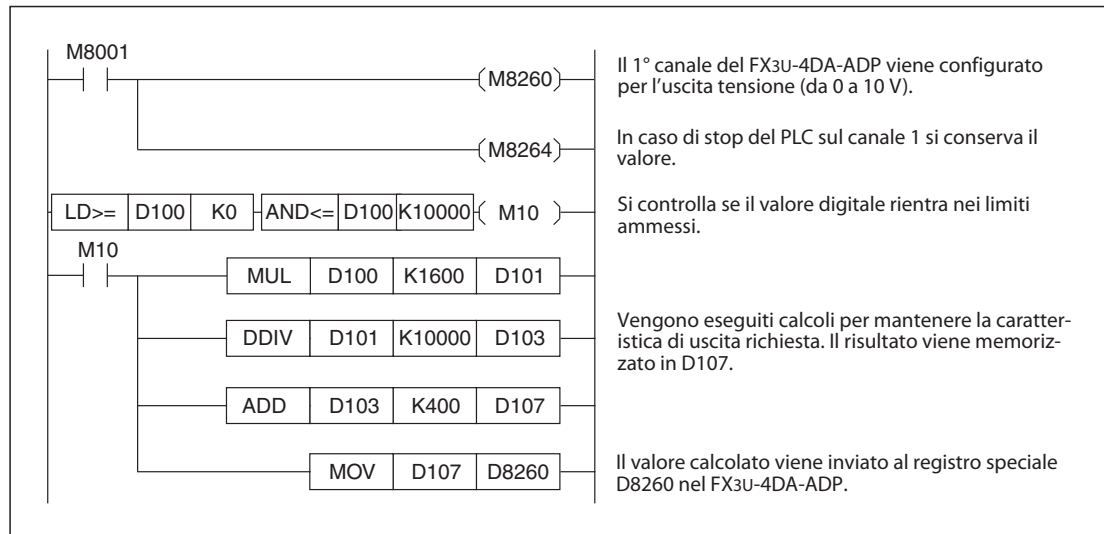 M8001
M8260
Il 1° canale del FX3U-4DA-ADP viene configurato
per l'uscita tensione (da 0 a 10 V).
M8264
In caso di stop del PLC sul canale 1 si conserva il
valore.
LD>= D100 K0 AND<= D100 K10000 M10
Si controlla se il valore digitale rientra nei limiti
ammessi.
M10
MUL D100 K1600 D101
DDIV D101 K10000 D103
Vengono eseguiti calcoli per mantenere la caratter-
istica di uscita richiesta. Il risultato viene memoriz-
zato in D107.
ADD D103 K400 D107
MOV D107 D8260
Il valore calcolato viene inviato al registro speciale
D8260 nel FX3U-4DA-ADP.